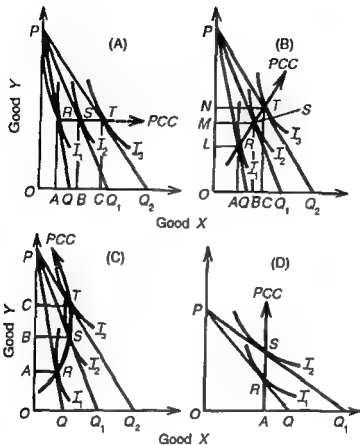 (A)
P
Good Y
R S T
PCC
I1 I2 I3
O A Q B C Q1 Q2
(B)
P
Good Y
PCC
N T S
M
L R
I1 I2 I3
O A Q B C Q1 Q2
Good X
(C)
PCC
P
Good Y
C T
B S
A R
I3
I2
I1
O Q Q1 Q2
(D)
PCC
P
S
I2
R
I1
O A Q Q1
Good X